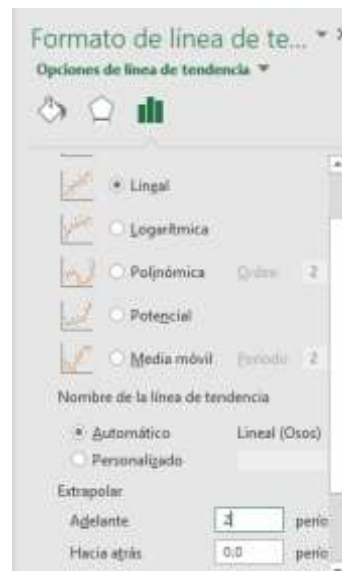 Formato de línea de te...
Opciones de línea de tendencia
Lineal
Logarítmica
Polinómica Orden 2
Potencial
Media móvil Período 2
Nombre de la línea de tendencia
Automático Lineal (Osos)
Personalizado
Extrapolar
Adelante 2 perío
Hacia atrás 0,0 perío